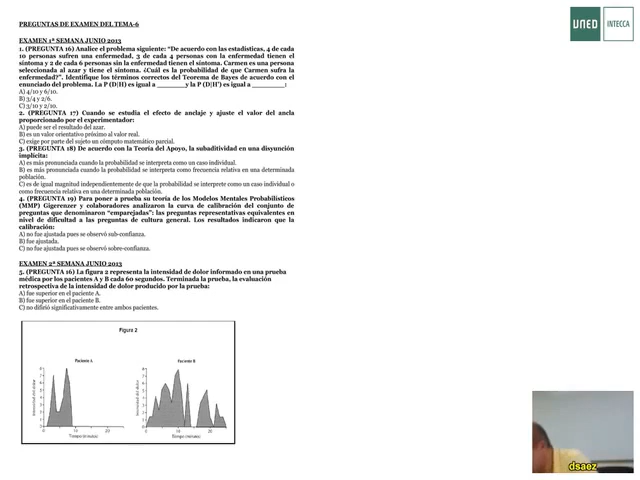 PREGUNTAS DE EXAMEN DEL TEMA-6
UNED
INTECCA
EXAMEN 1ª SEMANA JUNIO 2013
1. (PREGUNTA 16) Analice el problema siguiente: "De acuerdo con las estadísticas, 4 de cada
10 personas sufren una enfermedad, 3 de cada 4 personas con la enfermedad tienen el
síntoma y 2 de cada 6 personas sin la enfermedad tienen el síntoma. Carmen es una persona
seleccionada al azar y tiene el síntoma. ¿Cuál es la probabilidad de que Carmen sufra la
enfermedad?". Identifique los términos correctos del Teorema de Bayes de acuerdo con el
enunciado del problema. La P (D|H) es igual a ________y la P (D|H') es igual a _________:
A) 4/10 y 6/10.
B) 3/4 y 2/6.
C) 3/10 y 2/10.
2. (PREGUNTA 17) Cuando se estudia el efecto de anclaje y ajuste el valor del ancla
proporcionado por el experimentador:
A) puede ser el resultado del azar.
B) es un valor orientativo próximo al valor real.
C) exige por parte del sujeto un cómputo matemático parcial.
3. (PREGUNTA 18) De acuerdo con la Teoría del Apoyo, la subaditividad en una disyunción
implícita:
A) es más pronunciada cuando la probabilidad se interpreta como un caso individual.
B) es más pronunciada cuando la probabilidad se interpreta como frecuencia relativa en una determinada
población.
C) es de igual magnitud independientemente de que la probabilidad se interprete como un caso individual o
como frecuencia relativa en una determinada población.
4. (PREGUNTA 19) Para poner a prueba su teoría de los Modelos Mentales Probabilísticos
(MMP) Gigerenzer y colaboradores analizaron la curva de calibración del conjunto de
preguntas que denominaron "emparejadas": las preguntas representativas equivalentes en
nivel de dificultad a las preguntas de cultura general. Los resultados indicaron que la
calibración:
A) no fue ajustada pues se observó sub-confianza.
B) fue ajustada.
C) no fue ajustada pues se observó sobre-confianza.
EXAMEN 2ª SEMANA JUNIO 2013
5. (PREGUNTA 16) La figura 2 representa la intensidad de dolor informado en una prueba
médica por los pacientes A y B cada 60 segundos. Terminada la prueba, la evaluación
retrospectiva de la intensidad de dolor producido por la prueba:
A) fue superior en el paciente A.
B) fue superior en el paciente B.
C) no difirió significativamente entre ambos pacientes.
Figura 2
Paciente A
Paciente B
Intensidad del dolor
Tiempo (minutos)
Intensidad del dolor
Tiempo (minutos)
dsaez